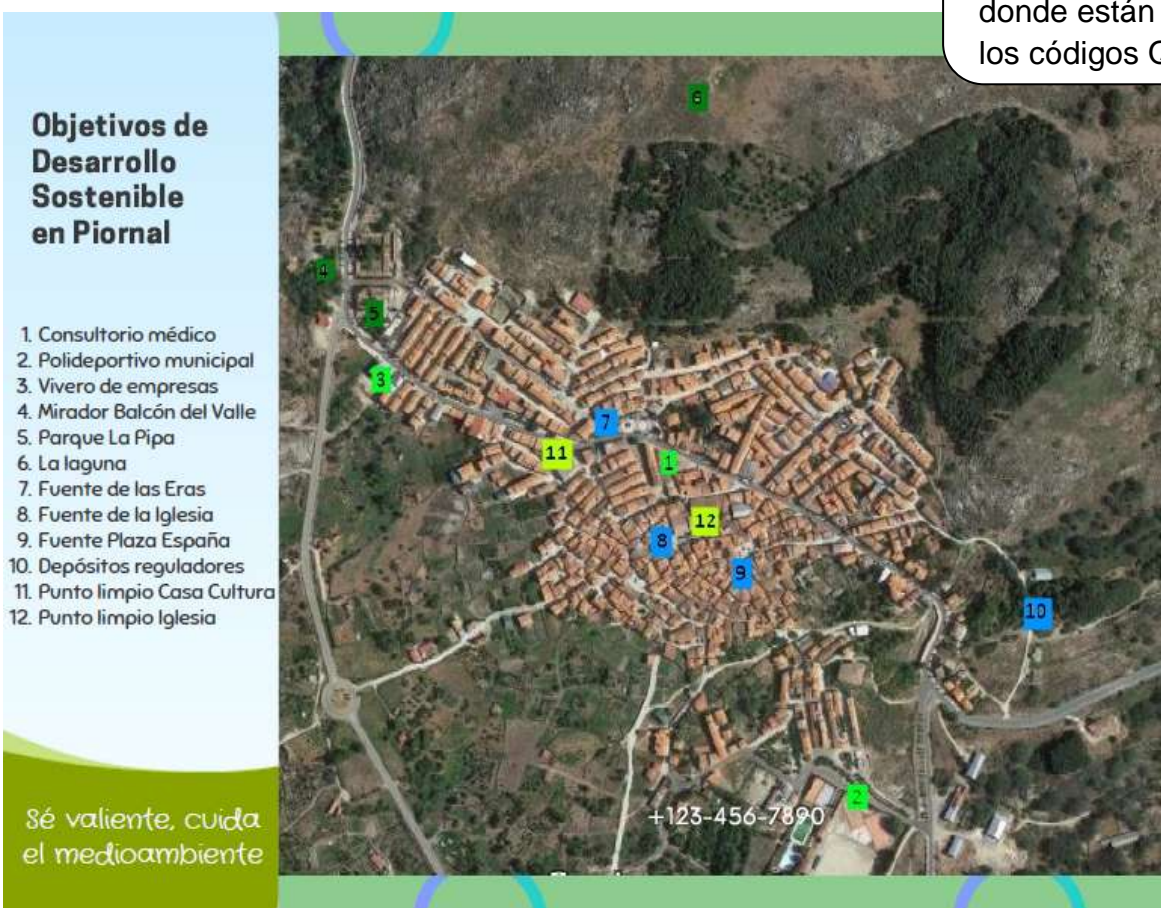 donde están
los códigos Q
Objetivos de
Desarrollo
Sostenible
en Piornal
1. Consultorio médico
2. Polideportivo municipal
3. Vivero de empresas
4. Mirador Balcón del Valle
5. Parque La Pipa
6. La laguna
7. Fuente de las Eras
8. Fuente de la Iglesia
9. Fuente Plaza España
10. Depósitos reguladores
11. Punto limpio Casa Cultura
12. Punto limpio Iglesia
Sé valiente, cuida
el medioambiente
6
4
5
3
7
11
1
12
8
9
10
2
+123-456-7890